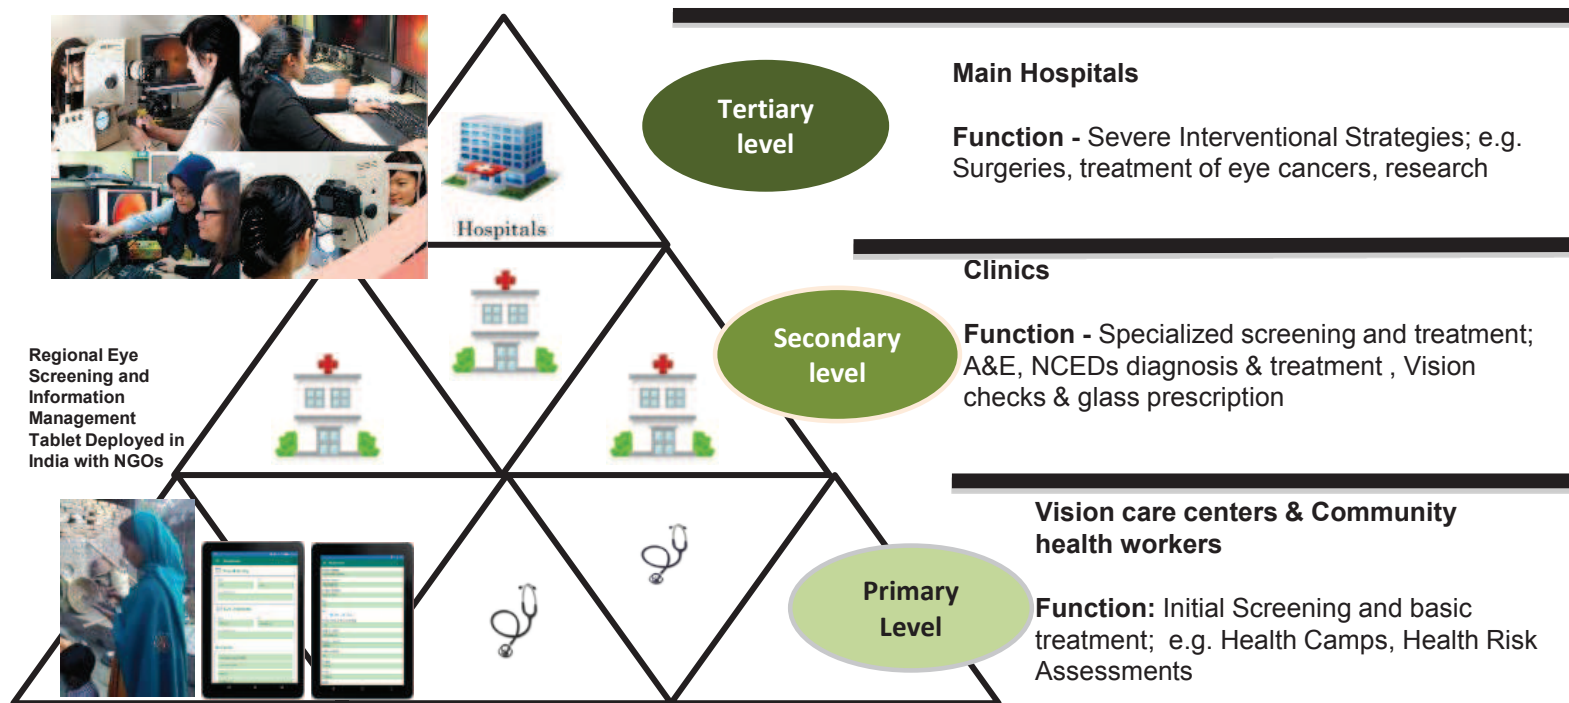 Tertiary
level
Main Hospitals
Function - Severe Interventional Strategies; e.g.
Surgeries, treatment of eye cancers, research
Hospitals
Secondary
level
Clinics
Function - Specialized screening and treatment;
A&E, NCEDs diagnosis & treatment , Vision
checks & glass prescription
Regional Eye
Screening and
Information
Management
Tablet Deployed in
India with NGOs
Primary
Level
Vision care centers & Community
health workers
Function: Initial Screening and basic
treatment;  e.g. Health Camps, Health Risk
Assessments